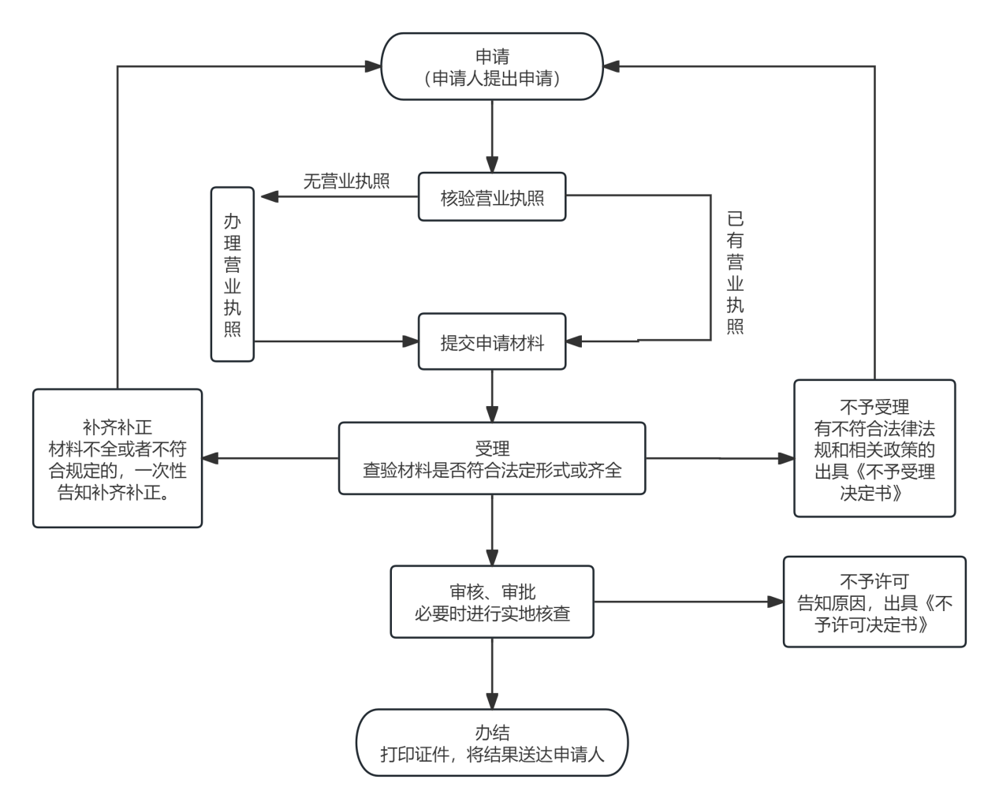 申请
（申请人提出申请）
无营业执照
核验营业执照
办理营业执照
已有营业执照
提交申请材料
补齐补正
材料不全或者不符
合规定的，一次性
告知补齐补正。
受理
查验材料是否符合法定形式或齐全
不予受理
有不符合法律法
规和相关政策的
出具《不予受理
决定书》
审核、审批
必要时进行实地核查
不予许可
告知原因，出具《不
予许可决定书》
办结
打印证件，将结果送达申请人